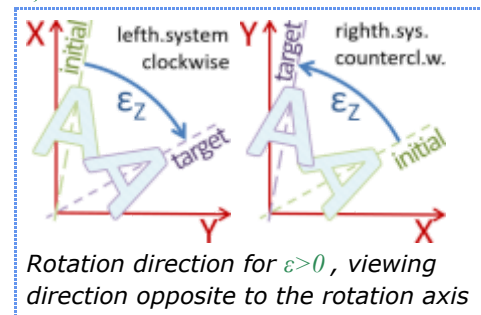 X
initial
lefth.system
clockwise
εZ
A
A
target
Y
Y
target
righth.sys.
countercl.w.
εZ
A
A
initial
X
Rotation direction for ε>0 , viewing
direction opposite to the rotation axis